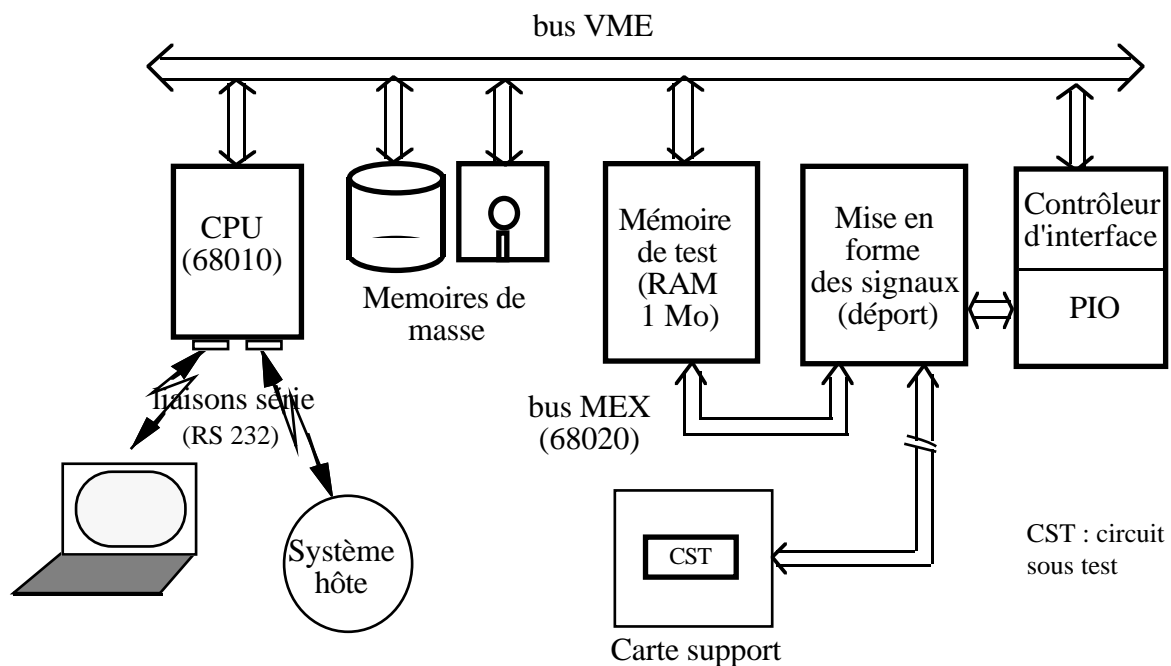 bus VME
CPU
(68010)
Memoires de
masse
Mémoire
de test
(RAM
1 Mo)
Mise en
forme
des signaux
(déport)
Contrôleur
d'interface
PIO
liaisons série
(RS 232)
bus MEX
(68020)
Système
hôte
CST
CST : circuit
sous test
Carte support